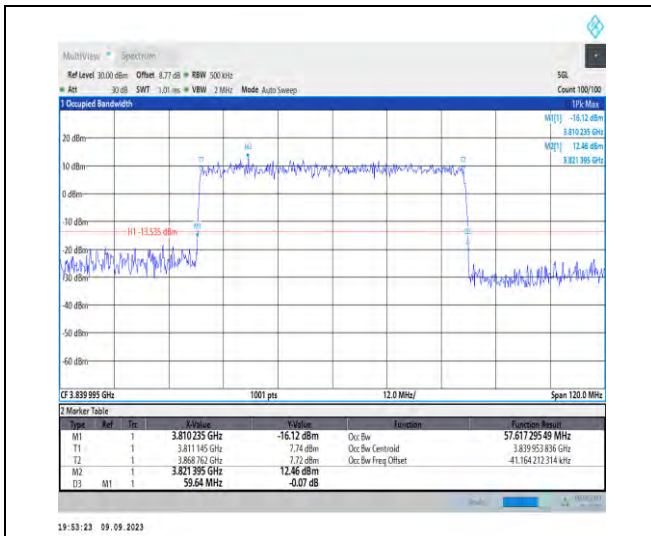 MultiView Spectrum
Ref Level 30.00 dBm Offset 8.77 dB RBW 500 kHz SGL
Att 30 dB SWT 1.01 ms VBW 2 MHz Mode Auto Sweep Count 100/100
1 Occupied Bandwidth 1Pk Max
M1[1] -16.12 dBm
3.810 235 GHz
M2[1] 12.46 dBm
3.821 395 GHz
20 dBm
M2
T1 T2
10 dBm
0 dBm
-10 dBm
H1 -13.535 dBm
M1
D3
-20 dBm
-30 dBm
-40 dBm
-50 dBm
-60 dBm
CF 3.839 995 GHz 1001 pts 12.0 MHz/ Span 120.0 MHz
2 Marker Table
Type Ref Trc X-Value Y-Value Function Function Result
M1 1 3.810 235 GHz -16.12 dBm Occ Bw 57.617 295 49 MHz
T1 1 3.811 145 GHz 7.74 dBm Occ Bw Centroid 3.839 953 836 GHz
T2 1 3.868 762 GHz 7.72 dBm Occ Bw Freq Offset -41.164 212 314 kHz
M2 1 3.821 395 GHz 12.46 dBm
D3 M1 1 59.64 MHz -0.07 dB
19:53:23 09.09.2023